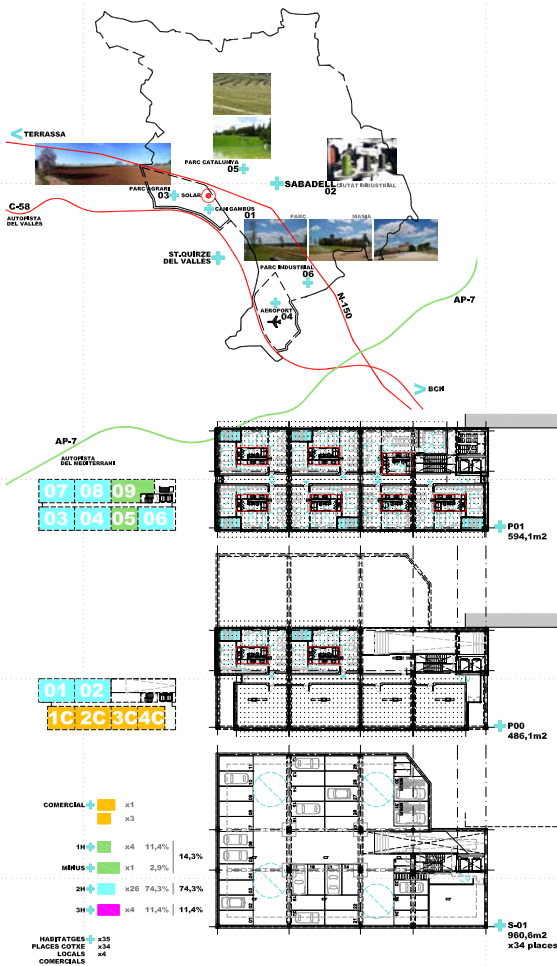 TERRASSA
PARC CATALUNYA
05
SABADELL
02
CIUTAT INDUSTRIAL
PARC AGRARI
03
SOLAR
CAN GAMBÚS
01
C-58
AUTOPISTA
DEL VALLÈS
PARC
MASIA
ST.QUIRZE
DEL VALLÈS
PARC INDUSTRIAL
06
AEROPORT
04
N-150
AP-7
BCN
AP-7
AUTOPISTA
DEL MEDITERRANI
07 08 09
03 04 05 06
P01
594,1m2
01 02
1C 2C 3C 4C
P00
486,1m2
COMERCIAL x1
x3
1H x4 11,4%
14,3%
MINUS x1 2,9%
2H x26 74,3% 74,3%
3H x4 11,4% 11,4%
HABITATGES x35
PLACES COTXE x34
LOCALS x4
COMERCIALS
S-01
960,6m2
x34 places